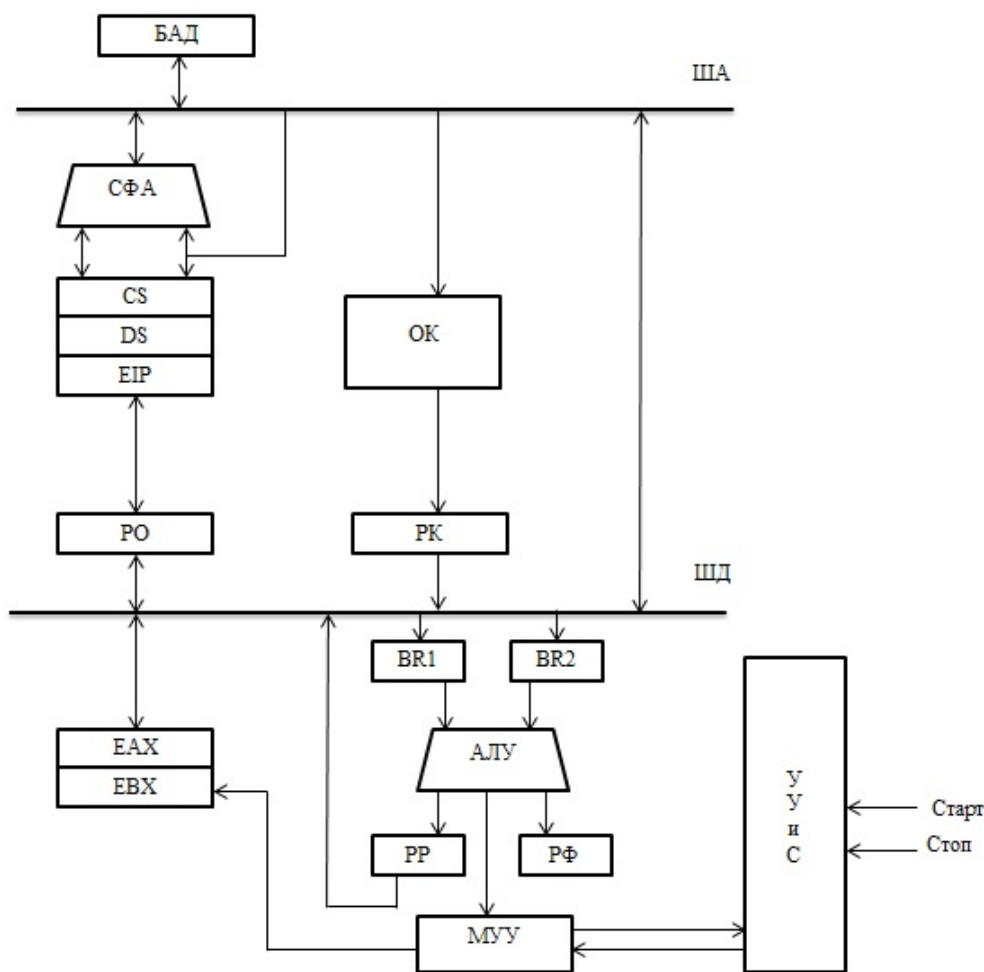 БАД
ША
СФА
CS
DS
EIP
ОК
РО
РК
ШД
BR1
BR2
EAX
EBX
АЛУ
РР
РФ
МУУ
У
У
и
С
Старт
Стоп